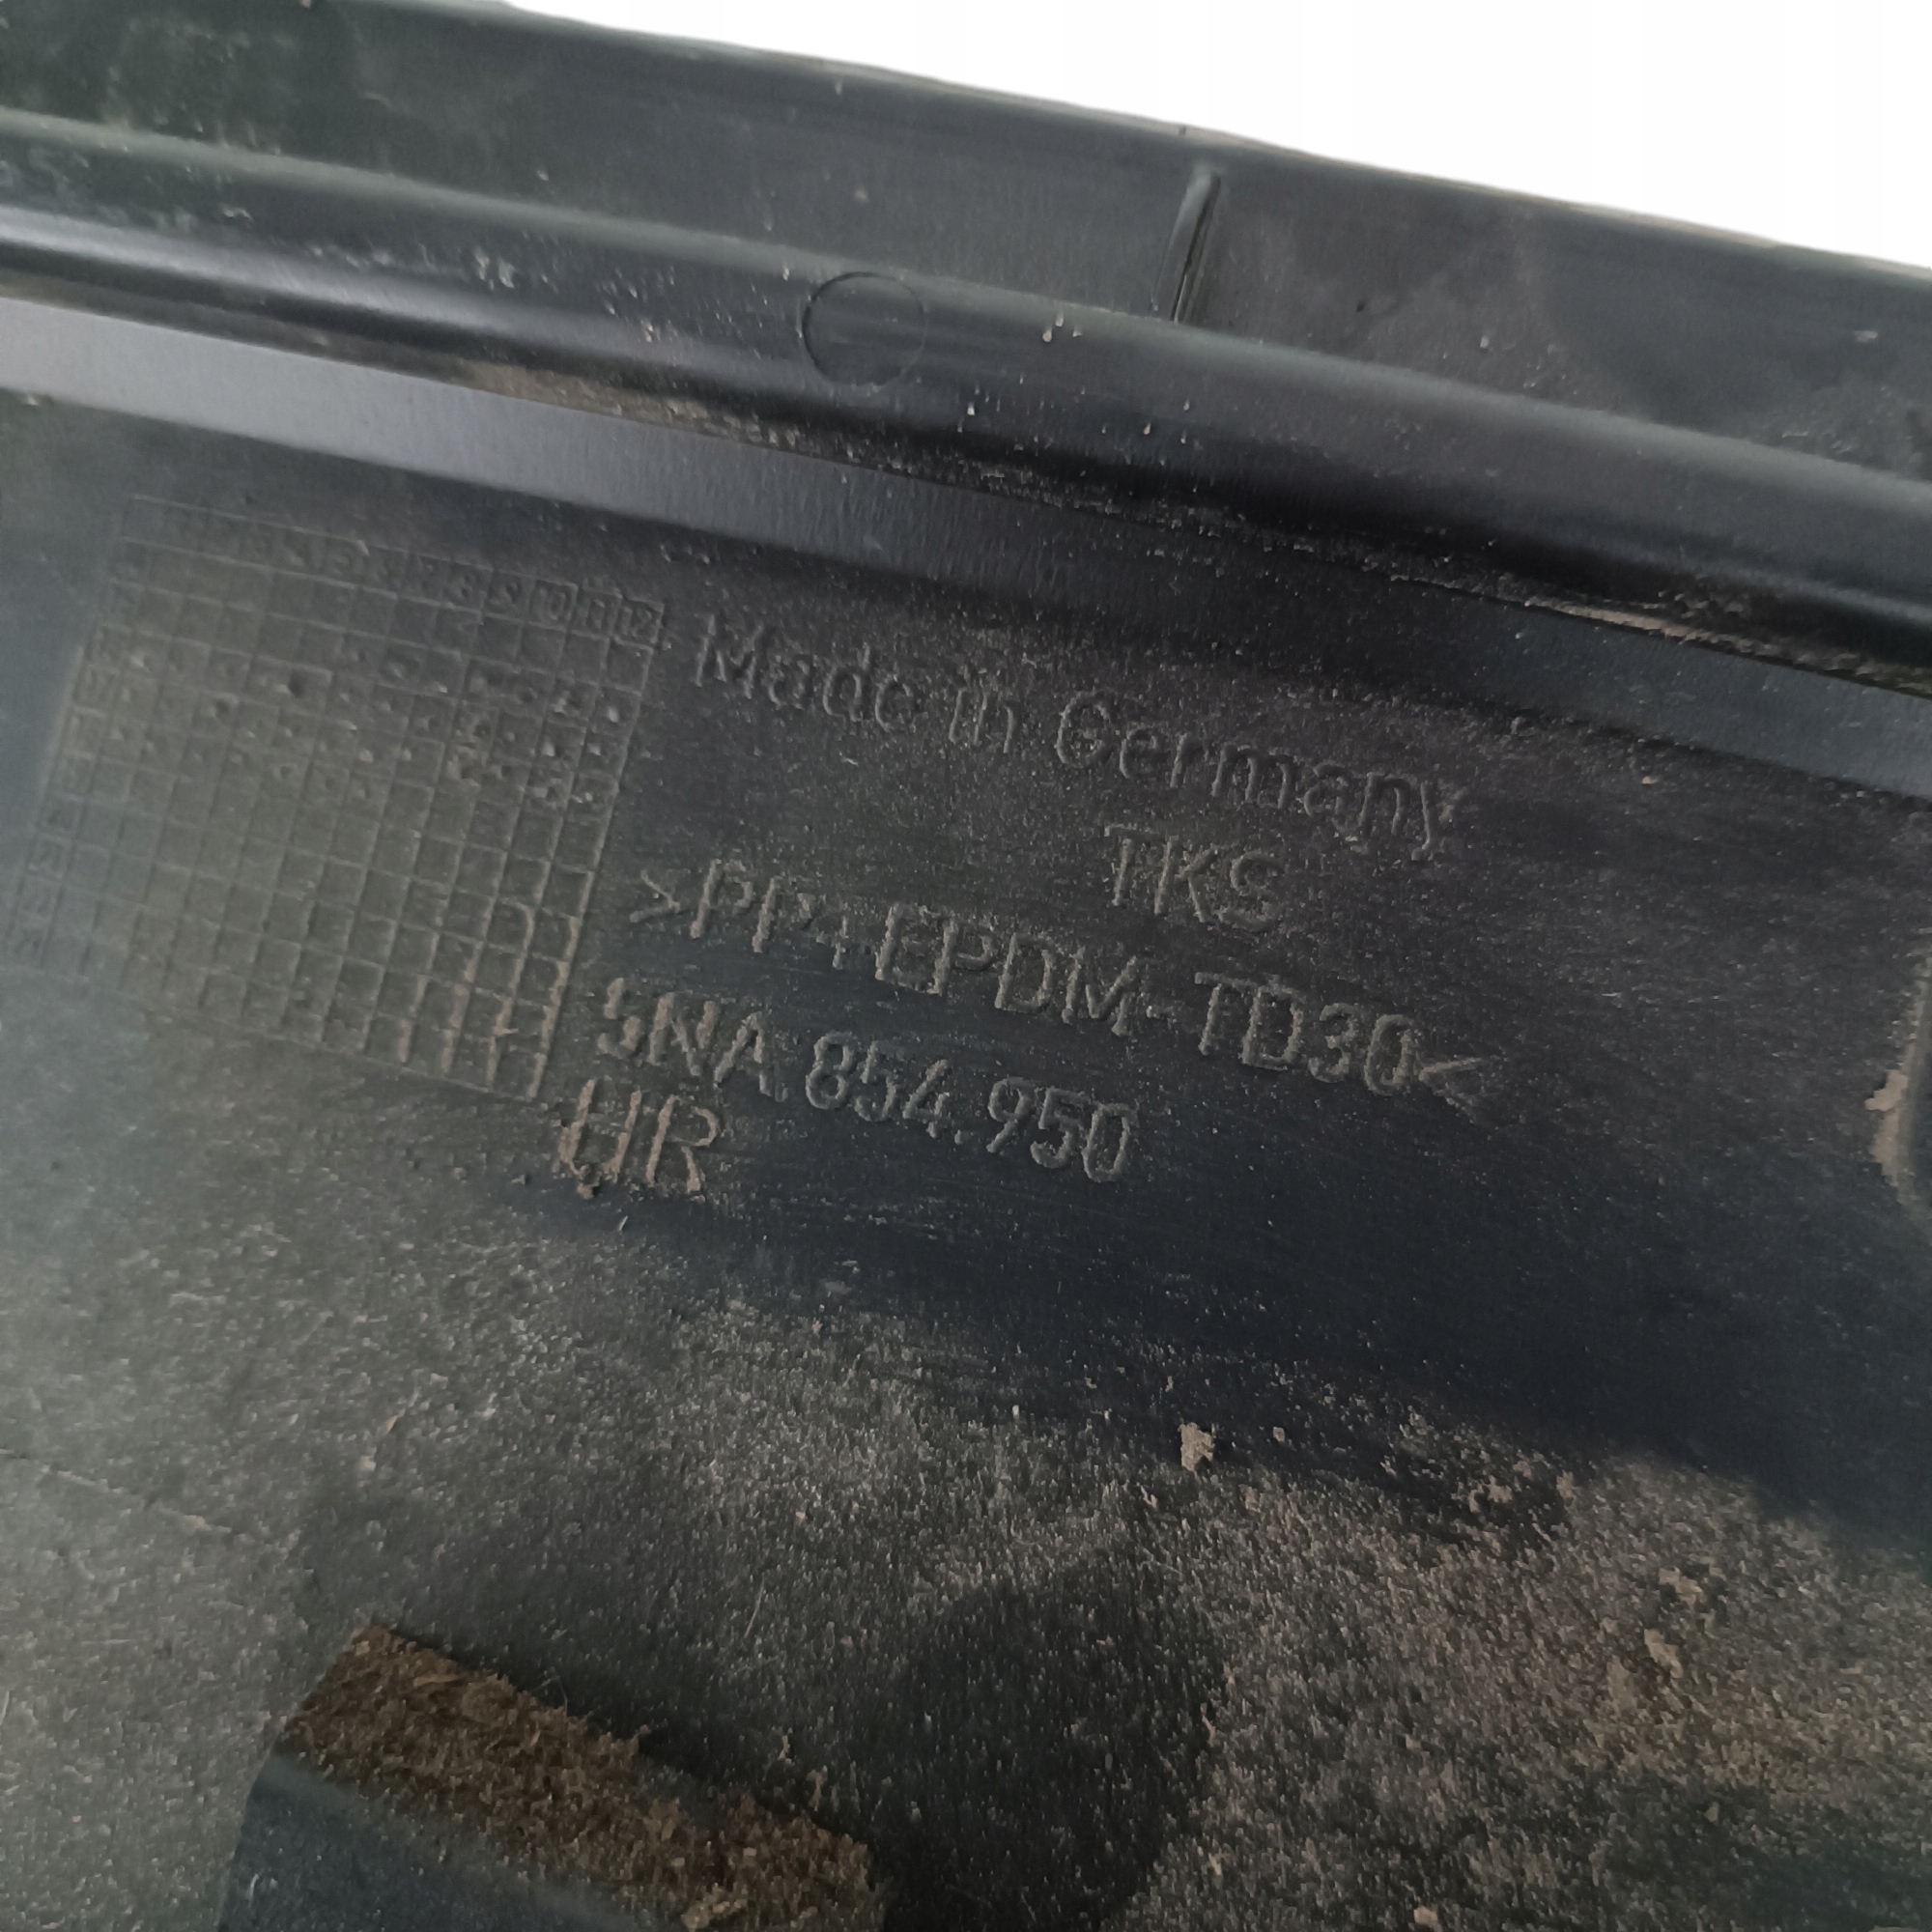 Made in Germany
TKS
>PP+EPDM-TD30<
5NA.854.950
UR